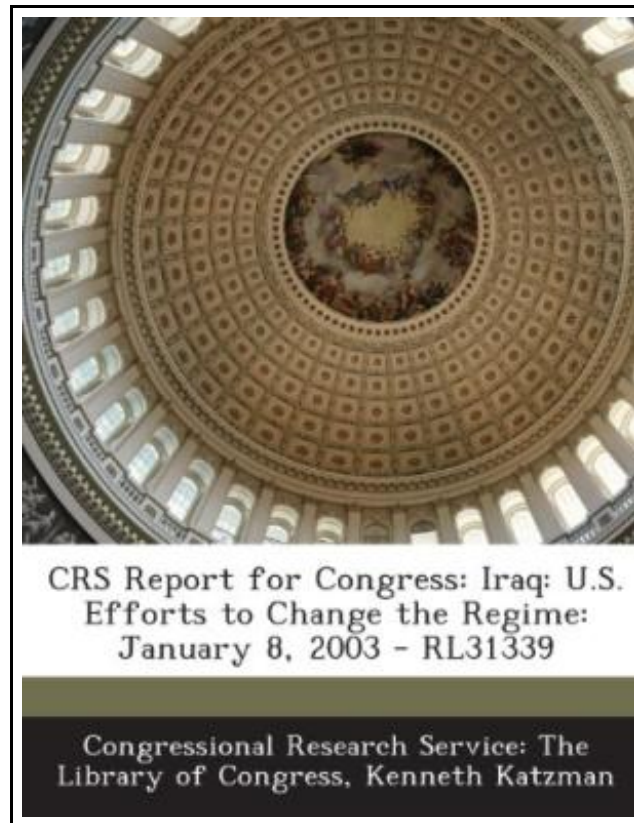 CRS Report for Congress: Iraq: U.S.
Efforts to Change the Regime:
January 8, 2003 - RL31339
Congressional Research Service: The
Library of Congress, Kenneth Katzman